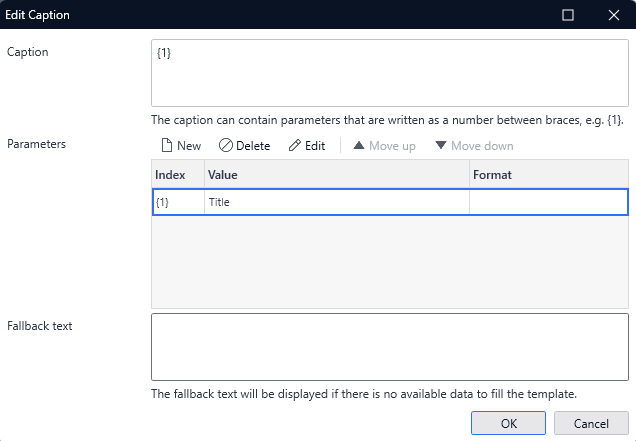 Edit Caption
Caption
{1}
The caption can contain parameters that are written as a number between braces, e.g. {1}.
Parameters
New Delete Edit Move up Move down
Index Value Format
{1} Title
Fallback text
The fallback text will be displayed if there is no available data to fill the template.
OK Cancel